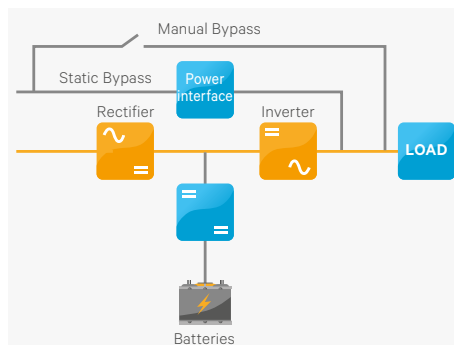 Manual Bypass
Static Bypass
Power
interface
Rectifier
Inverter
LOAD
Batteries